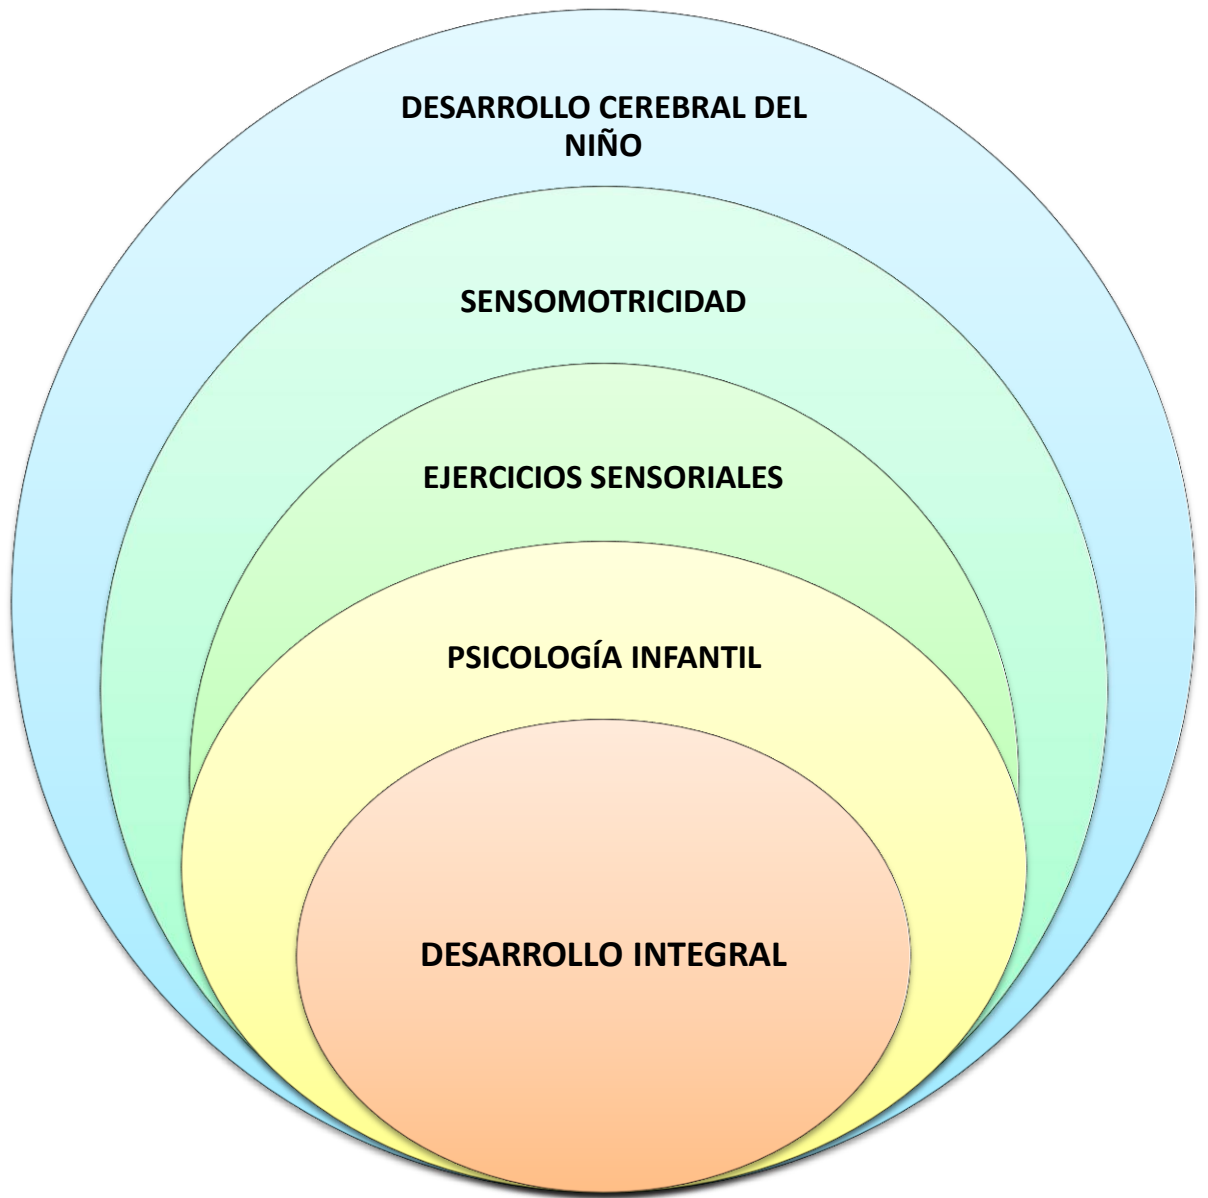 DESARROLLO CEREBRAL DEL
NIÑO
SENSOMOTRICIDAD
EJERCICIOS SENSORIALES
PSICOLOGÍA INFANTIL
DESARROLLO INTEGRAL